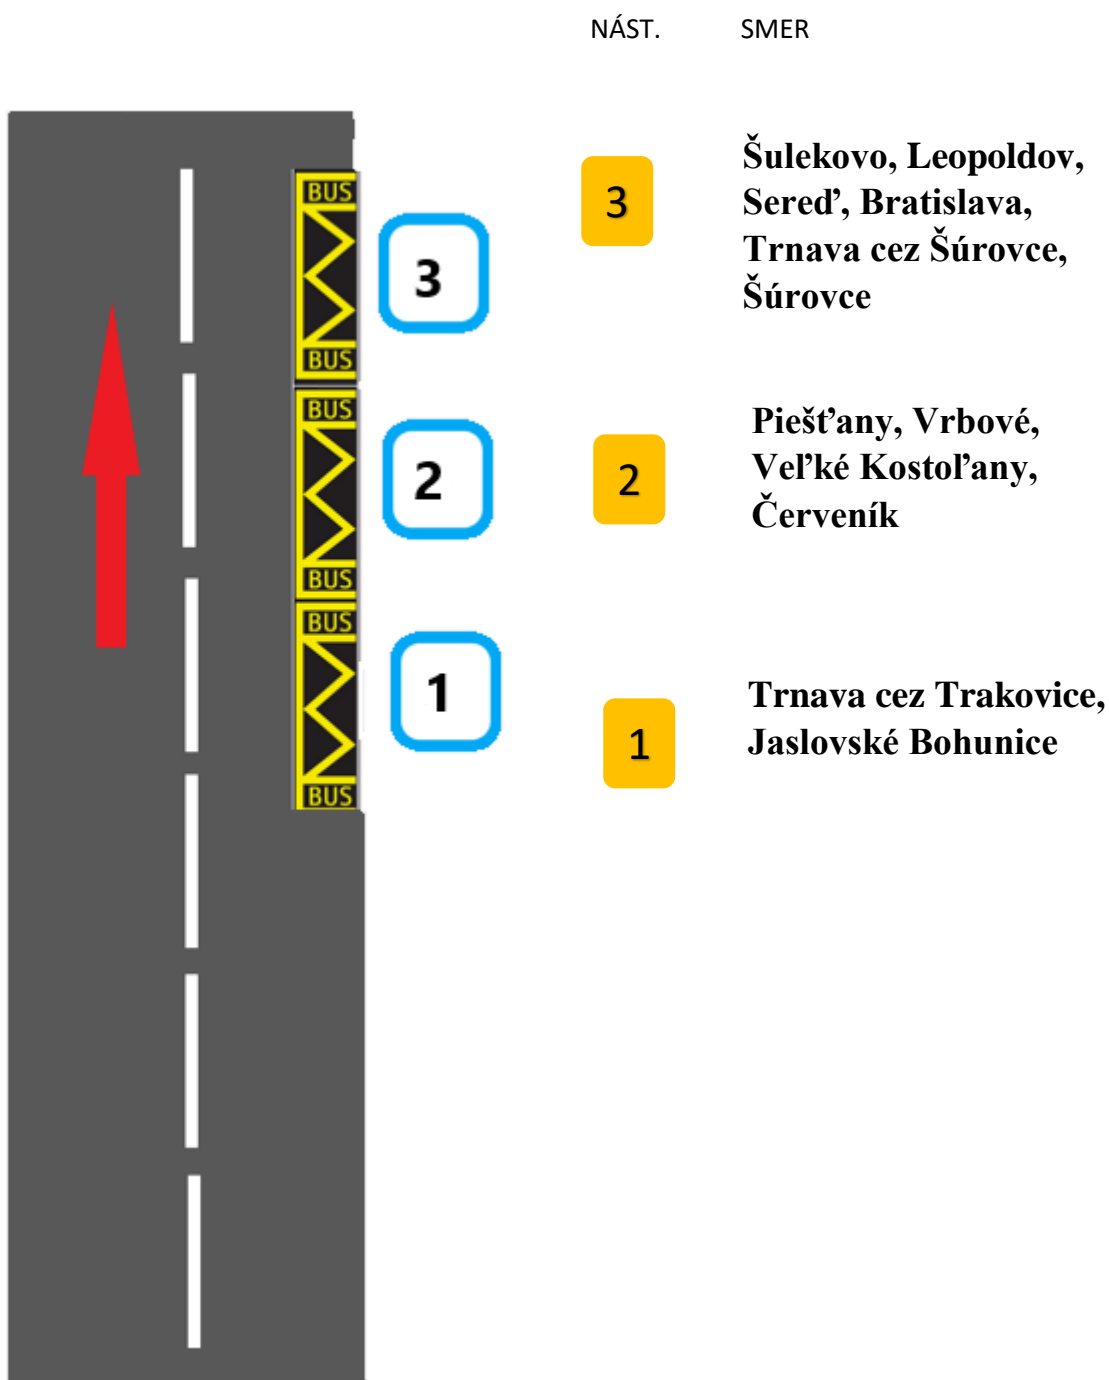 NÁST. SMER
BUS
3
3
Šulekovo, Leopoldov,
Sereď, Bratislava,
Trnava cez Šúrovce,
Šúrovce
BUS
BUS
2
2
Piešťany, Vrbové,
Veľké Kostoľany,
Červeník
BUS
BUS
1
1
Trnava cez Trakovice,
Jaslovské Bohunice
BUS